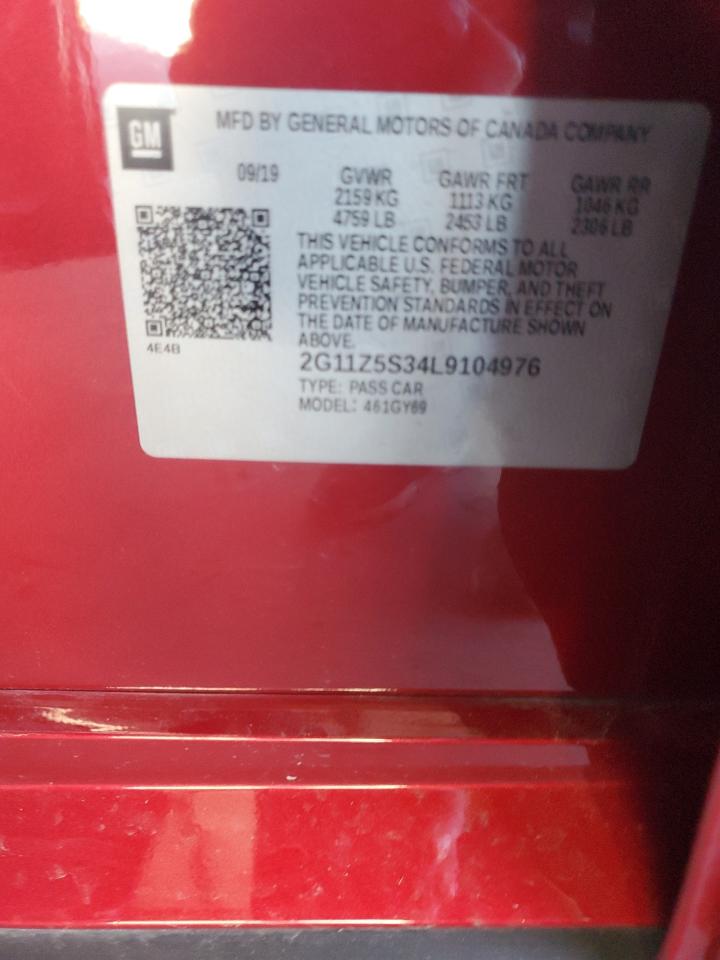 GM
MFD BY GENERAL MOTORS OF CANADA COMPANY
09/19 GVWR GAWR FRT GAWR RR
2159 KG 1113 KG 1046 KG
4759 LB 2453 LB 2306 LB
THIS VEHICLE CONFORMS TO ALL
APPLICABLE U.S. FEDERAL MOTOR
VEHICLE SAFETY, BUMPER, AND THEFT
PREVENTION STANDARDS IN EFFECT ON
THE DATE OF MANUFACTURE SHOWN
ABOVE.
4E4B
2G11Z5S34L9104976
TYPE: PASS CAR
MODEL: 461GY69